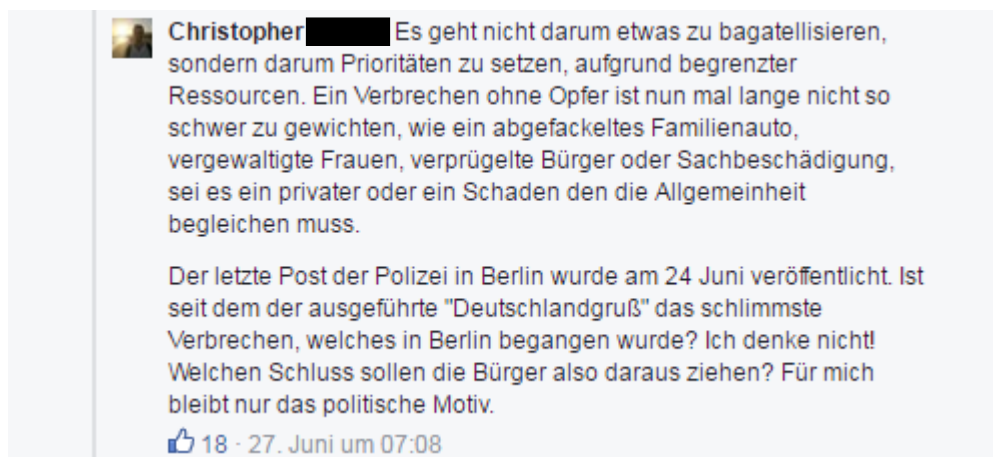 Christopher Es geht nicht darum etwas zu bagatellisieren,
sondern darum Prioritäten zu setzen, aufgrund begrenzter
Ressourcen. Ein Verbrechen ohne Opfer ist nun mal lange nicht so
schwer zu gewichten, wie ein abgefackeltes Familienauto,
vergewaltigte Frauen, verprügelte Bürger oder Sachbeschädigung,
sei es ein privater oder ein Schaden den die Allgemeinheit
begleichen muss.
Der letzte Post der Polizei in Berlin wurde am 24 Juni veröffentlicht. Ist
seit dem der ausgeführte "Deutschlandgruß" das schlimmste
Verbrechen, welches in Berlin begangen wurde? Ich denke nicht!
Welchen Schluss sollen die Bürger also daraus ziehen? Für mich
bleibt nur das politische Motiv.
18 · 27. Juni um 07:08